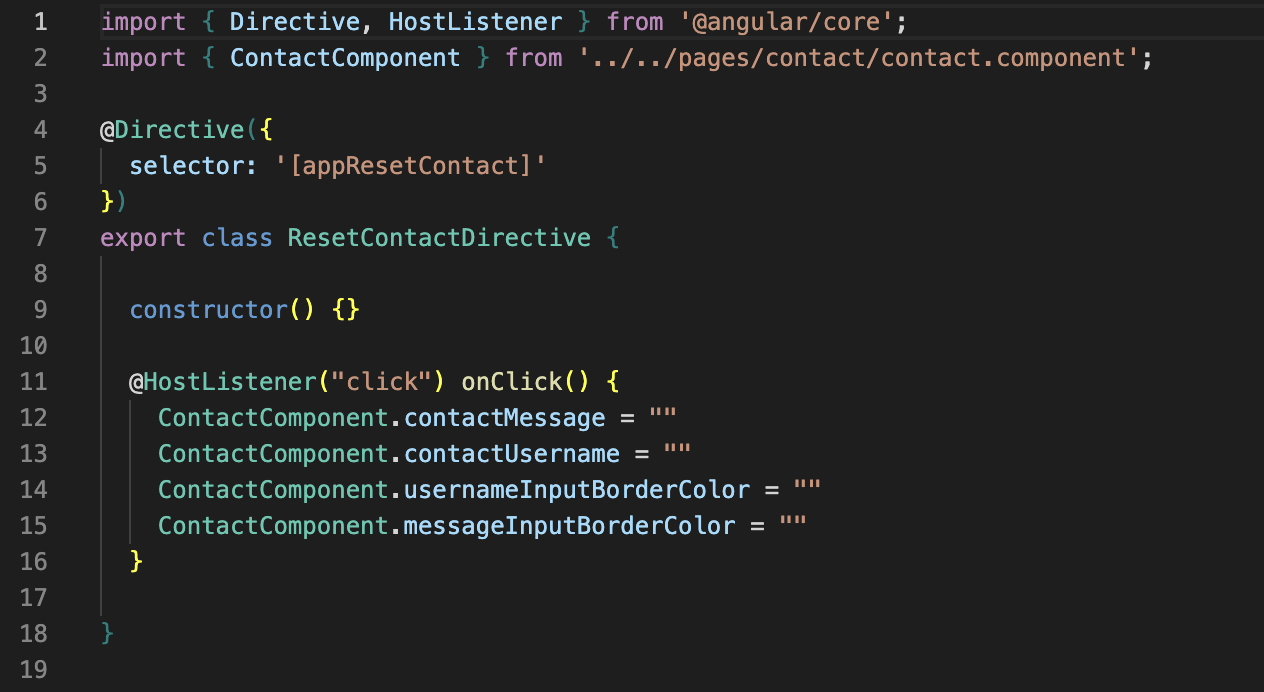 1 import { Directive, HostListener } from '@angular/core';
2 import { ContactComponent } from '../../pages/contact/contact.component';
3
4 @Directive({
5   selector: '[appResetContact]'
6 })
7 export class ResetContactDirective {
8
9   constructor() {}
10
11   @HostListener("click") onClick() {
12     ContactComponent.contactMessage = ""
13     ContactComponent.contactUsername = ""
14     ContactComponent.usernameInputBorderColor = ""
15     ContactComponent.messageInputBorderColor = ""
16   }
17
18 }
19